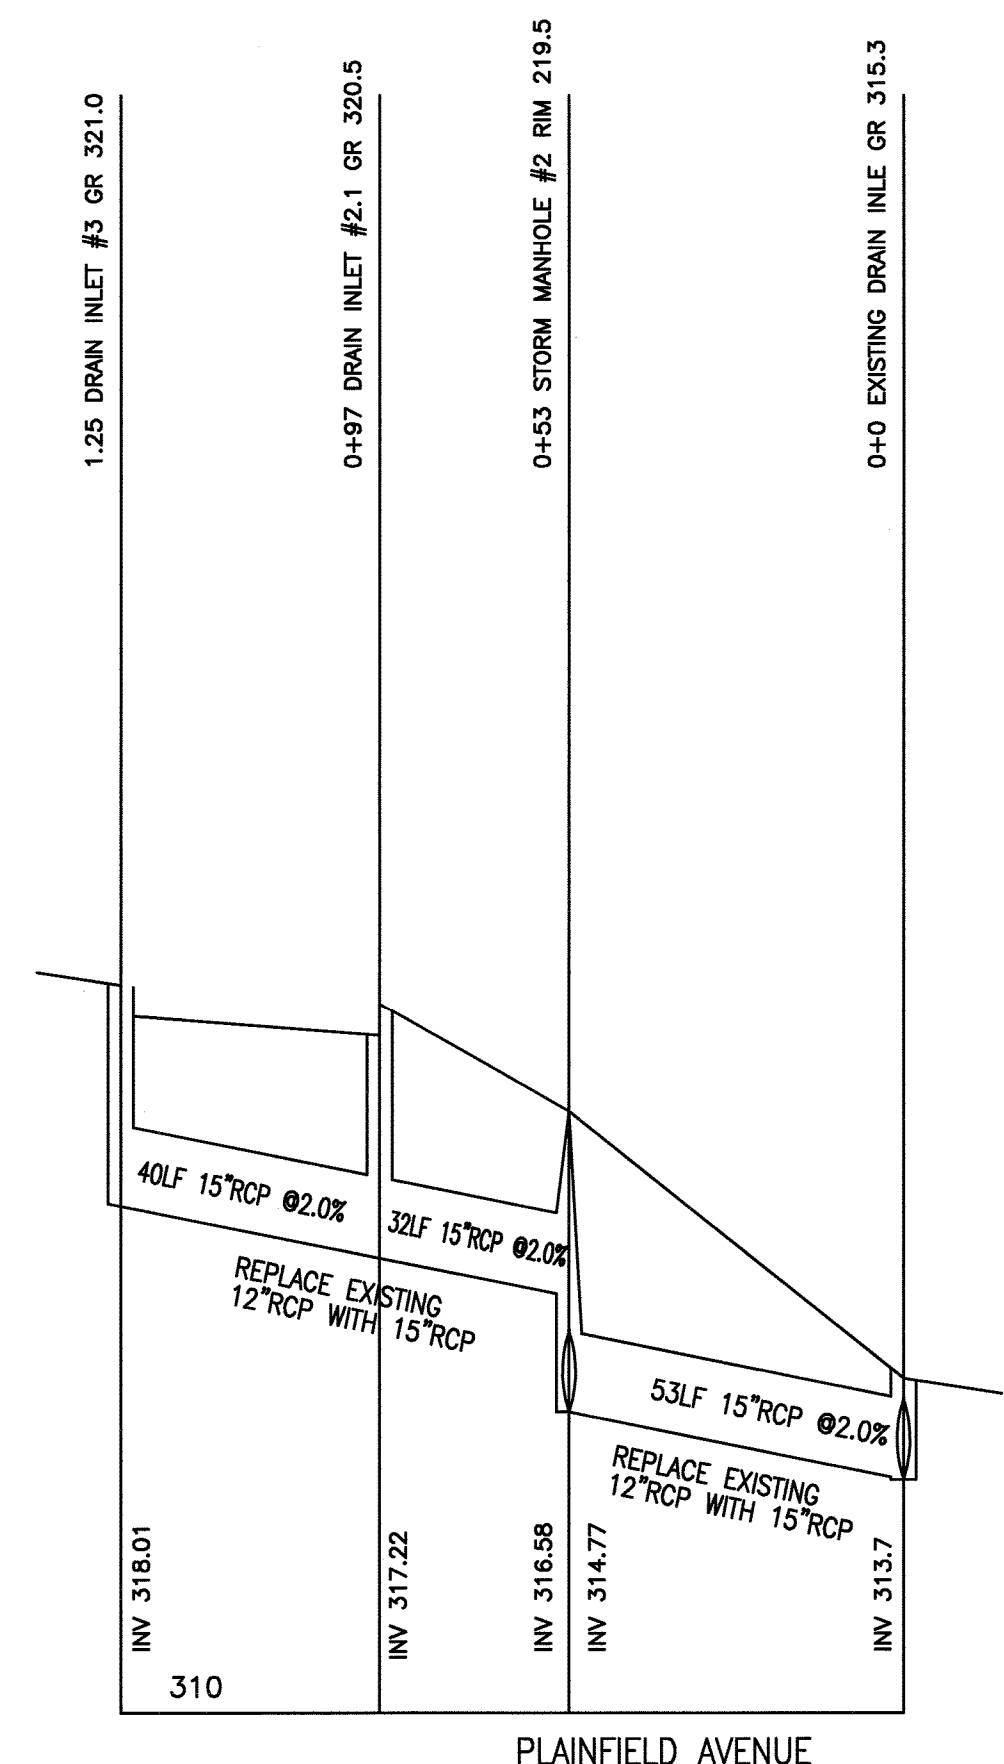 1.25 DRAIN INLET #3 GR 321.0
0+97 DRAIN INLET #2.1 GR 320.5
0+53 STORM MANHOLE #2 RIM 219.5
0+0 EXISTING DRAIN INLE GR 315.3
40LF 15"RCP @2.0%
32LF 15"RCP @2.0%
REPLACE EXISTING
12"RCP WITH 15"RCP
53LF 15"RCP @2.0%
REPLACE EXISTING
12"RCP WITH 15"RCP
INV 318.01
INV 317.22
INV 316.58
INV 314.77
INV 313.7
310
PLAINFIELD AVENUE